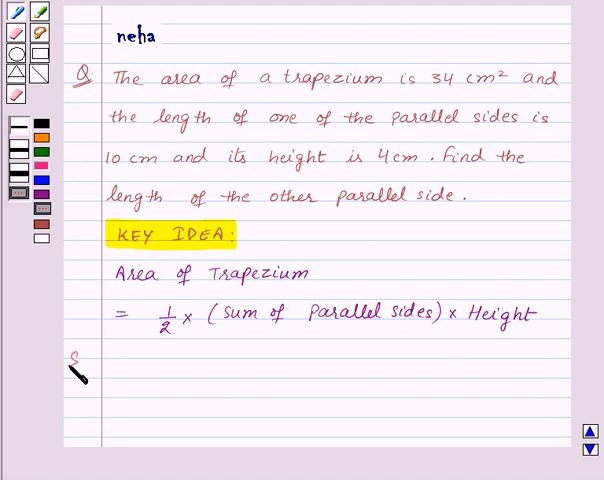 neha
Q. The area of a trapezium is 34 cm² and
the length of one of the parallel sides is
10 cm and its height is 4 cm. Find the
length of the other parallel side.
KEY IDEA:
Area of Trapezium
= 1/2 × (sum of parallel sides) × Height
S